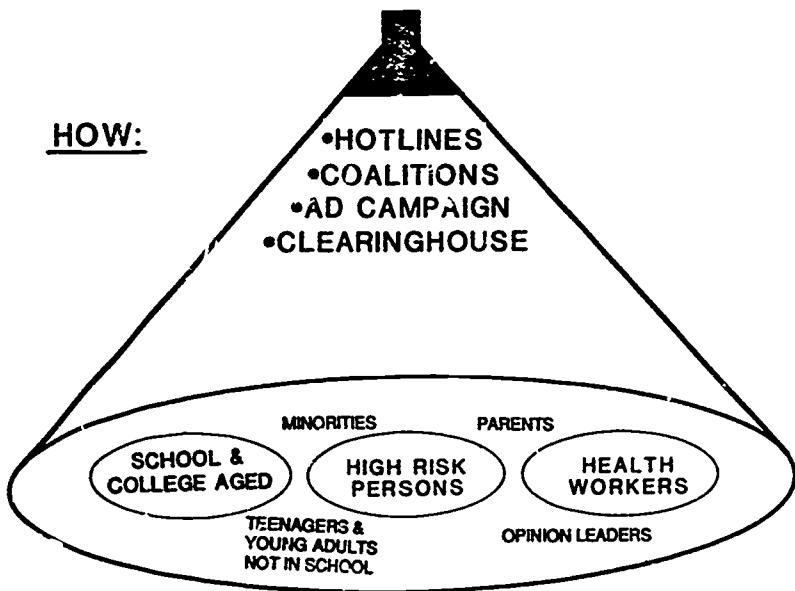 HOW:
•HOTLINES
•COALITIONS
•AD CAMPAIGN
•CLEARINGHOUSE
MINORITIES
PARENTS
SCHOOL &
COLLEGE AGED
HIGH RISK
PERSONS
HEALTH
WORKERS
TEENAGERS &
YOUNG ADULTS
NOT IN SCHOOL
OPINION LEADERS